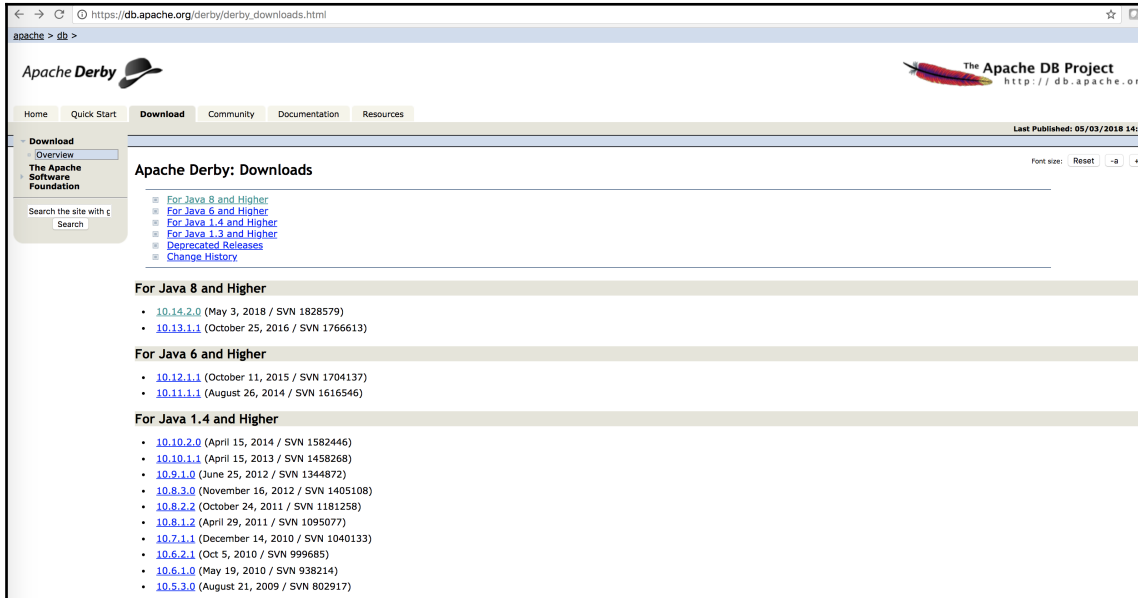 https://db.apache.org/derby/derby_downloads.html
apache > db >
Apache Derby
The Apache DB Project
http://db.apache.or
Home Quick Start Download Community Documentation Resources
Last Published: 05/03/2018 14:
Download
Overview
The Apache
Software
Foundation
Search the site with g
Search
Font size: Reset -a +
Apache Derby: Downloads
For Java 8 and Higher
For Java 6 and Higher
For Java 1.4 and Higher
For Java 1.3 and Higher
Deprecated Releases
Change History
For Java 8 and Higher
• 10.14.2.0 (May 3, 2018 / SVN 1828579)
• 10.13.1.1 (October 25, 2016 / SVN 1766613)
For Java 6 and Higher
• 10.12.1.1 (October 11, 2015 / SVN 1704137)
• 10.11.1.1 (August 26, 2014 / SVN 1616546)
For Java 1.4 and Higher
• 10.10.2.0 (April 15, 2014 / SVN 1582446)
• 10.10.1.1 (April 15, 2013 / SVN 1458268)
• 10.9.1.0 (June 25, 2012 / SVN 1344872)
• 10.8.3.0 (November 16, 2012 / SVN 1405108)
• 10.8.2.2 (October 24, 2011 / SVN 1181258)
• 10.8.1.2 (April 29, 2011 / SVN 1095077)
• 10.7.1.1 (December 14, 2010 / SVN 1040133)
• 10.6.2.1 (Oct 5, 2010 / SVN 999685)
• 10.6.1.0 (May 19, 2010 / SVN 938214)
• 10.5.3.0 (August 21, 2009 / SVN 802917)